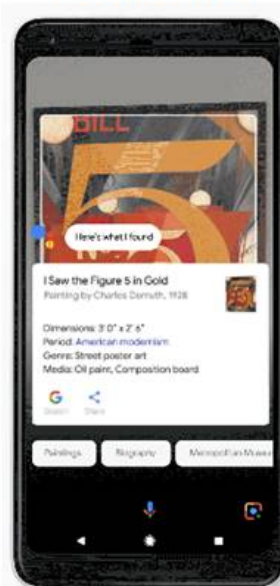 BILL
5
No.
Here's what I found
I Saw the Figure 5 in Gold
Painting by Charles Demuth, 1928
Dimensions: 3' 0" x 2' 6"
Period: American modernism
Genre: Street poster art
Media: Oil paint, Composition board
Search
Share
Paintings
Biography
Metropolitan Museu